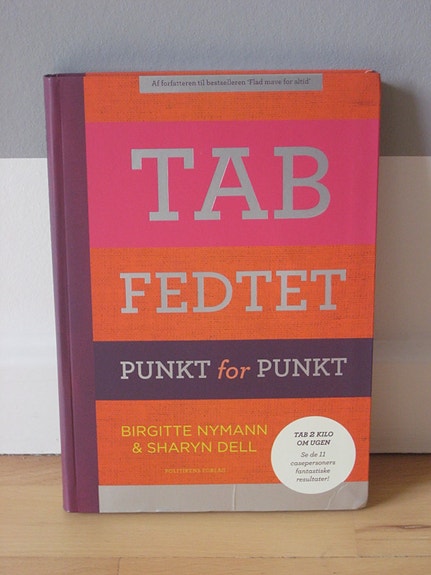 Af forfatteren til bestselleren 'Flad mave for altid'
TAB
FEDTET
PUNKT for PUNKT
BIRGITTE NYMANN
& SHARYN DELL
POLITIKENS FORLAG
TAB 2 KILO
OM UGEN
Se de 11
casepersoners
fantastiske
resultater!